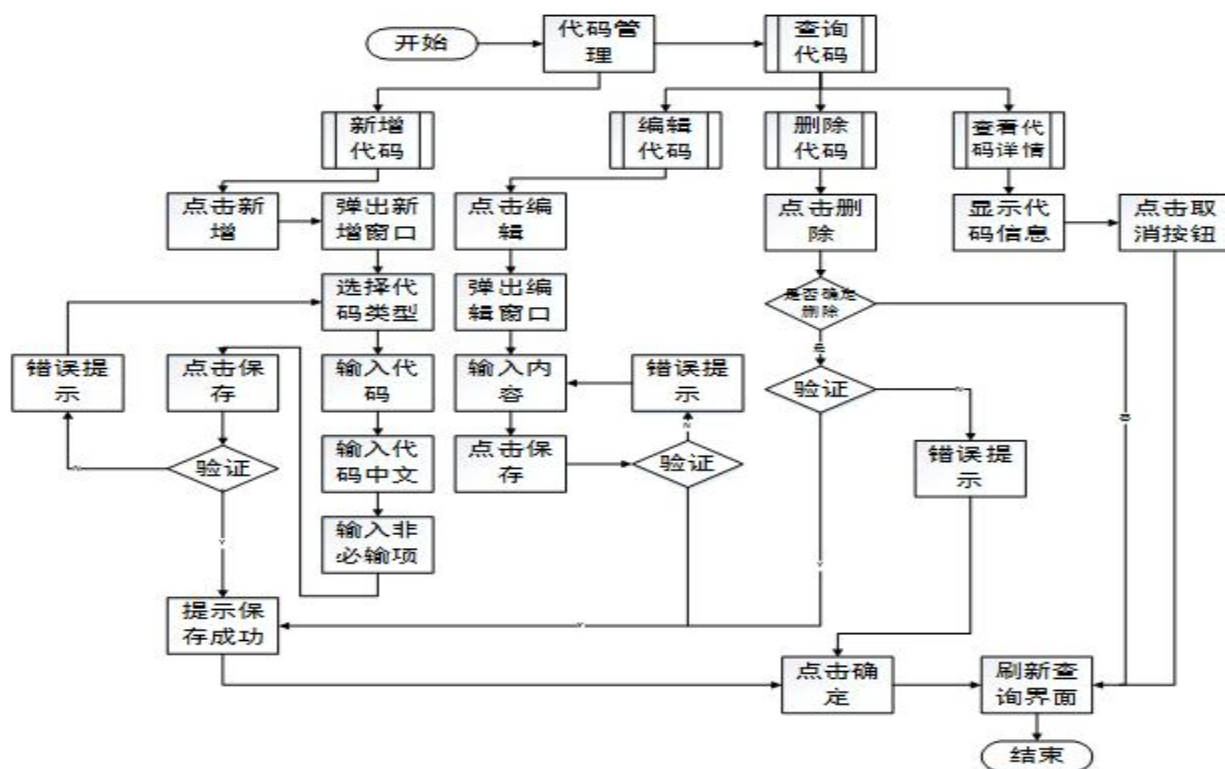 开始
代码管
理
查询
代码
新增
代码
编辑
代码
删除
代码
查看代
码详情
点击新
增
弹出新
增窗口
点击编
辑
点击删
除
显示代
码信息
点击取
消按钮
选择代
码类型
弹出编
辑窗口
是否确定
删除
是
错误提
示
点击保
存
输入代
码
输入内
容
错误提
示
验证
N
否
N
验证
N
输入代
码中文
点击保
存
验证
错误提
示
输入非
必输项
Y
Y
提示保
存成功
Y
点击确
定
刷新查
询界面
结束